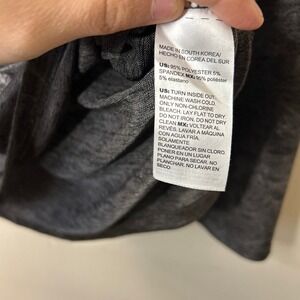 MADE IN SOUTH KOREA/
HECHO EN COREA DEL SUR
US: 95% POLYESTER 5%
SPANDEX MX: 95% poliéster
5% elastano
US: TURN INSIDE OUT.
MACHINE WASH COLD.
ONLY NON-CHLORINE
BLEACH. LAY FLAT TO DRY.
DO NOT IRON. DO NOT DRY
CLEAN MX: VOLTEAR AL
REVÉS. LAVAR A MÁQUINA
CON AGUA FRÍA.
SOLAMENTE
BLANQUEADOR SIN CLORO.
PONER EN UN LUGAR
PLANO PARA SECAR. NO
PLANCHAR. NO LAVAR EN
SECO